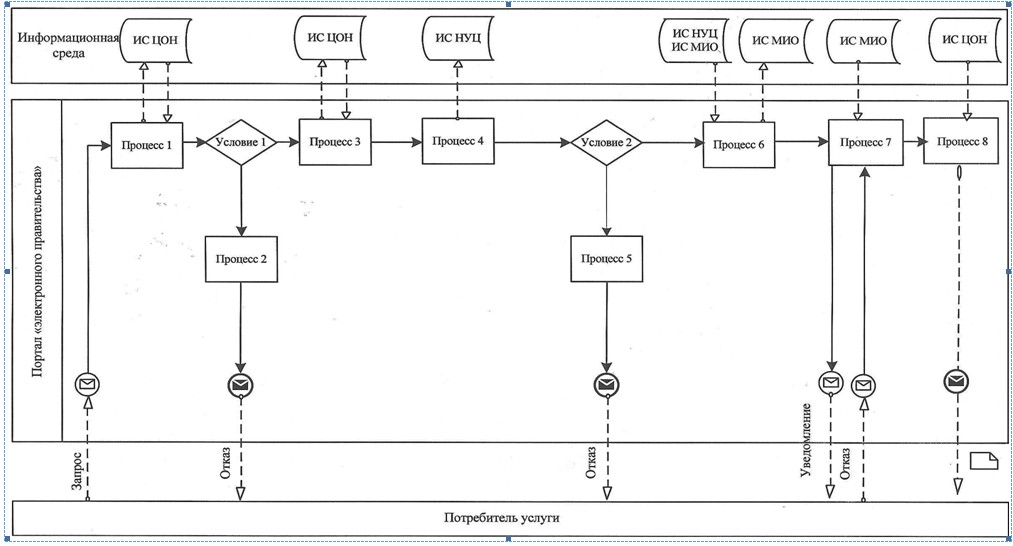 Информационная
среда
ИС ЦОН
ИС ЦОН
ИС НУЦ
ИС НУЦ
ИС МИО
ИС МИО
ИС МИО
ИС ЦОН
Портал «электронного правительства»
Процесс 1
Условие 1
Процесс 3
Процесс 4
Условие 2
Процесс 6
Процесс 7
Процесс 8
Процесс 2
Процесс 5
Запрос
Отказ
Отказ
Уведомление
Отказ
Потребитель услуги